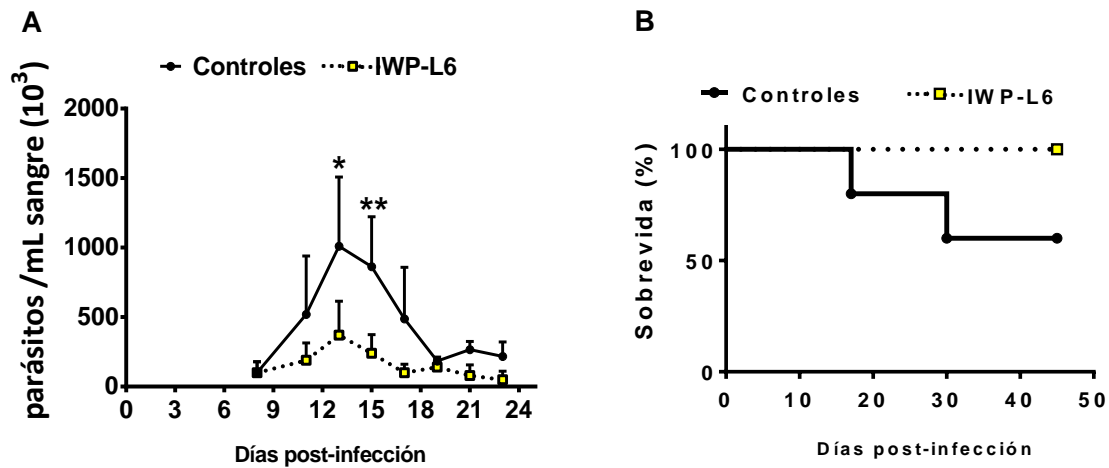 A
Controles IWP-L6
parásitos /mL sangre (10³)
2000
1500
1000
500
0
*
**
0 3 6 9 12 15 18 21 24
Días post-infección
B
Controles IWP-L6
Sobrevida (%)
100
50
0
0 10 20 30 40 50
Días post-infección